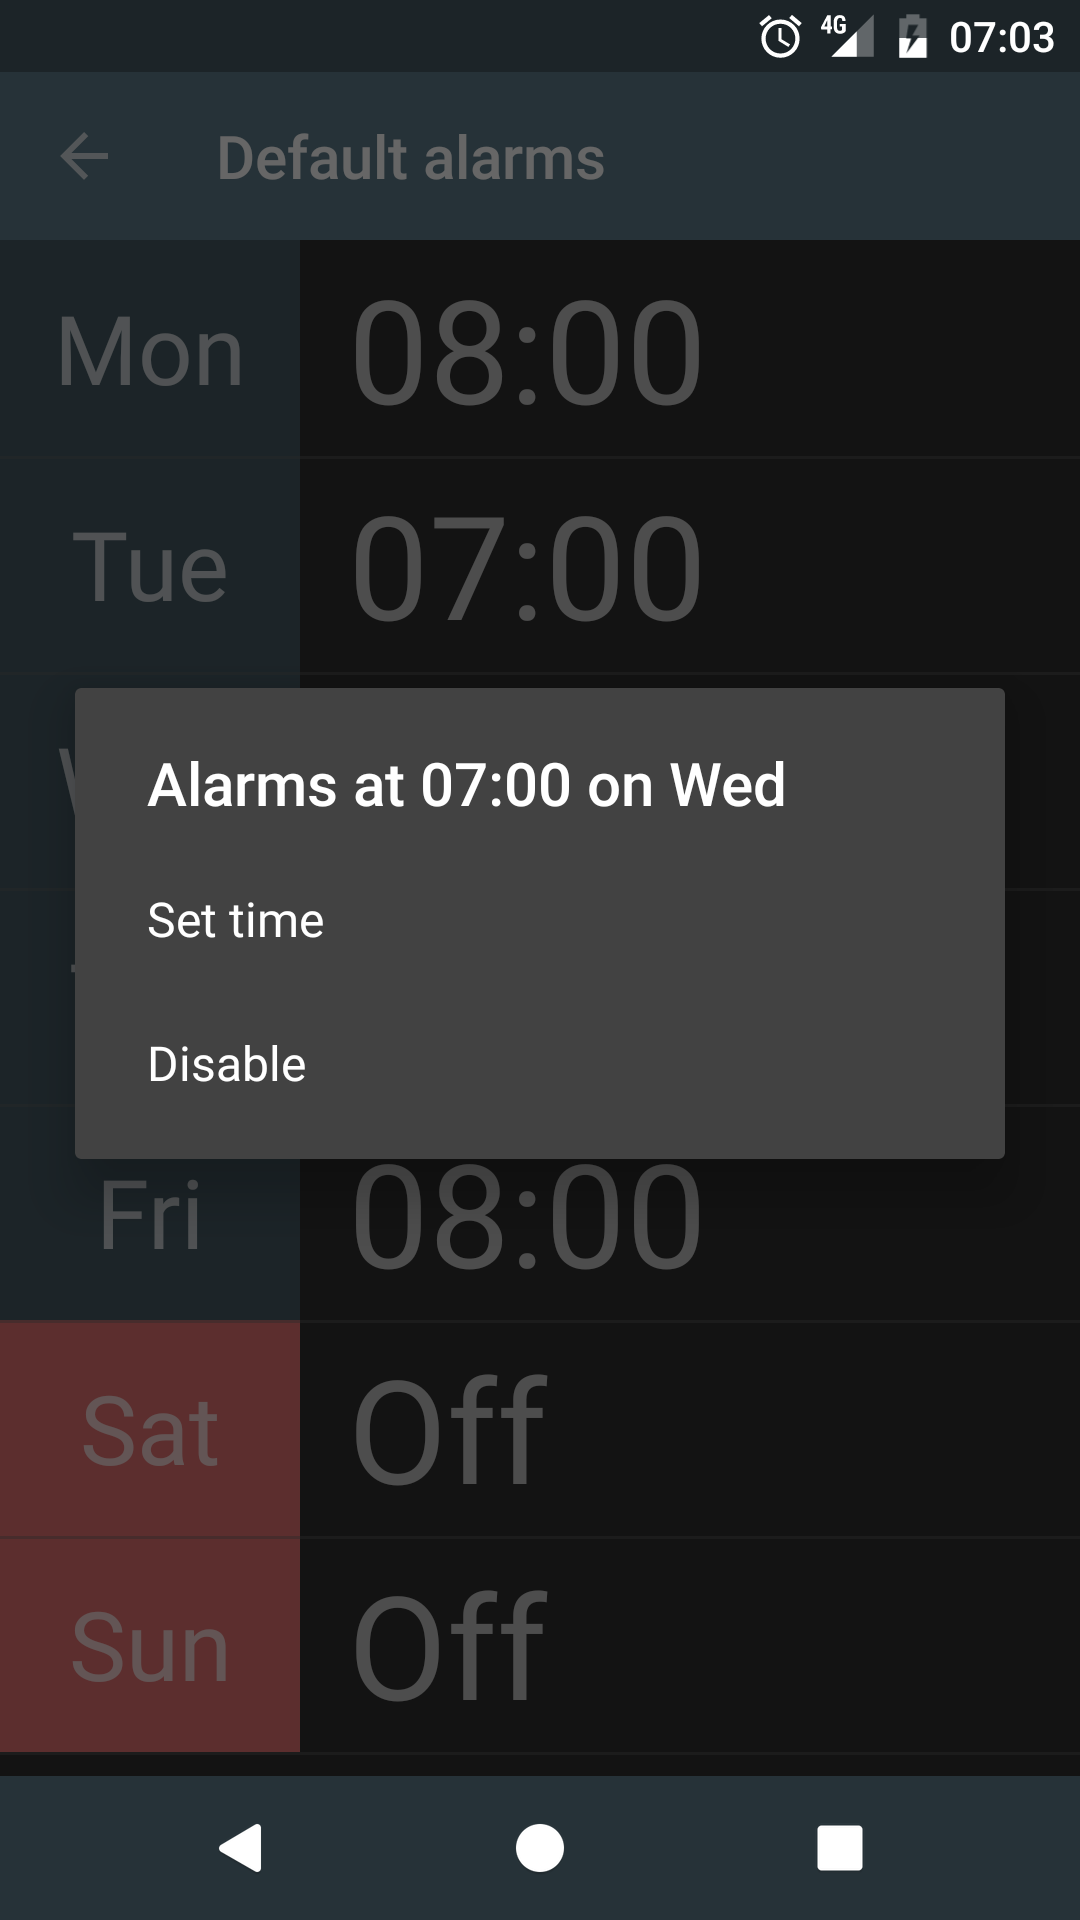 4G 07:03
Default alarms
Mon 08:00
Tue 07:00
Alarms at 07:00 on Wed
Set time
Disable
Fri 08:00
Sat Off
Sun Off